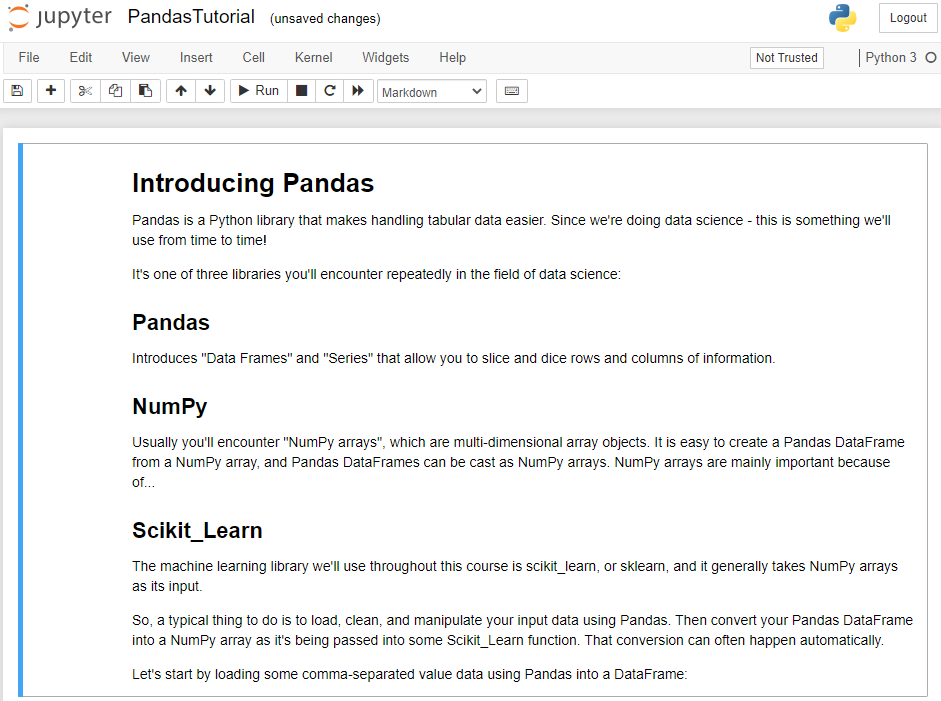 jupyter PandasTutorial (unsaved changes) Logout
File Edit View Insert Cell Kernel Widgets Help Not Trusted Python 3
Run Markdown
Introducing Pandas
Pandas is a Python library that makes handling tabular data easier. Since we're doing data science - this is something we'll
use from time to time!
It's one of three libraries you'll encounter repeatedly in the field of data science:
Pandas
Introduces "Data Frames" and "Series" that allow you to slice and dice rows and columns of information.
NumPy
Usually you'll encounter "NumPy arrays", which are multi-dimensional array objects. It is easy to create a Pandas DataFrame
from a NumPy array, and Pandas DataFrames can be cast as NumPy arrays. NumPy arrays are mainly important because
of...
Scikit_Learn
The machine learning library we'll use throughout this course is scikit_learn, or sklearn, and it generally takes NumPy arrays
as its input.
So, a typical thing to do is to load, clean, and manipulate your input data using Pandas. Then convert your Pandas DataFrame
into a NumPy array as it's being passed into some Scikit_Learn function. That conversion can often happen automatically.
Let's start by loading some comma-separated value data using Pandas into a DataFrame: